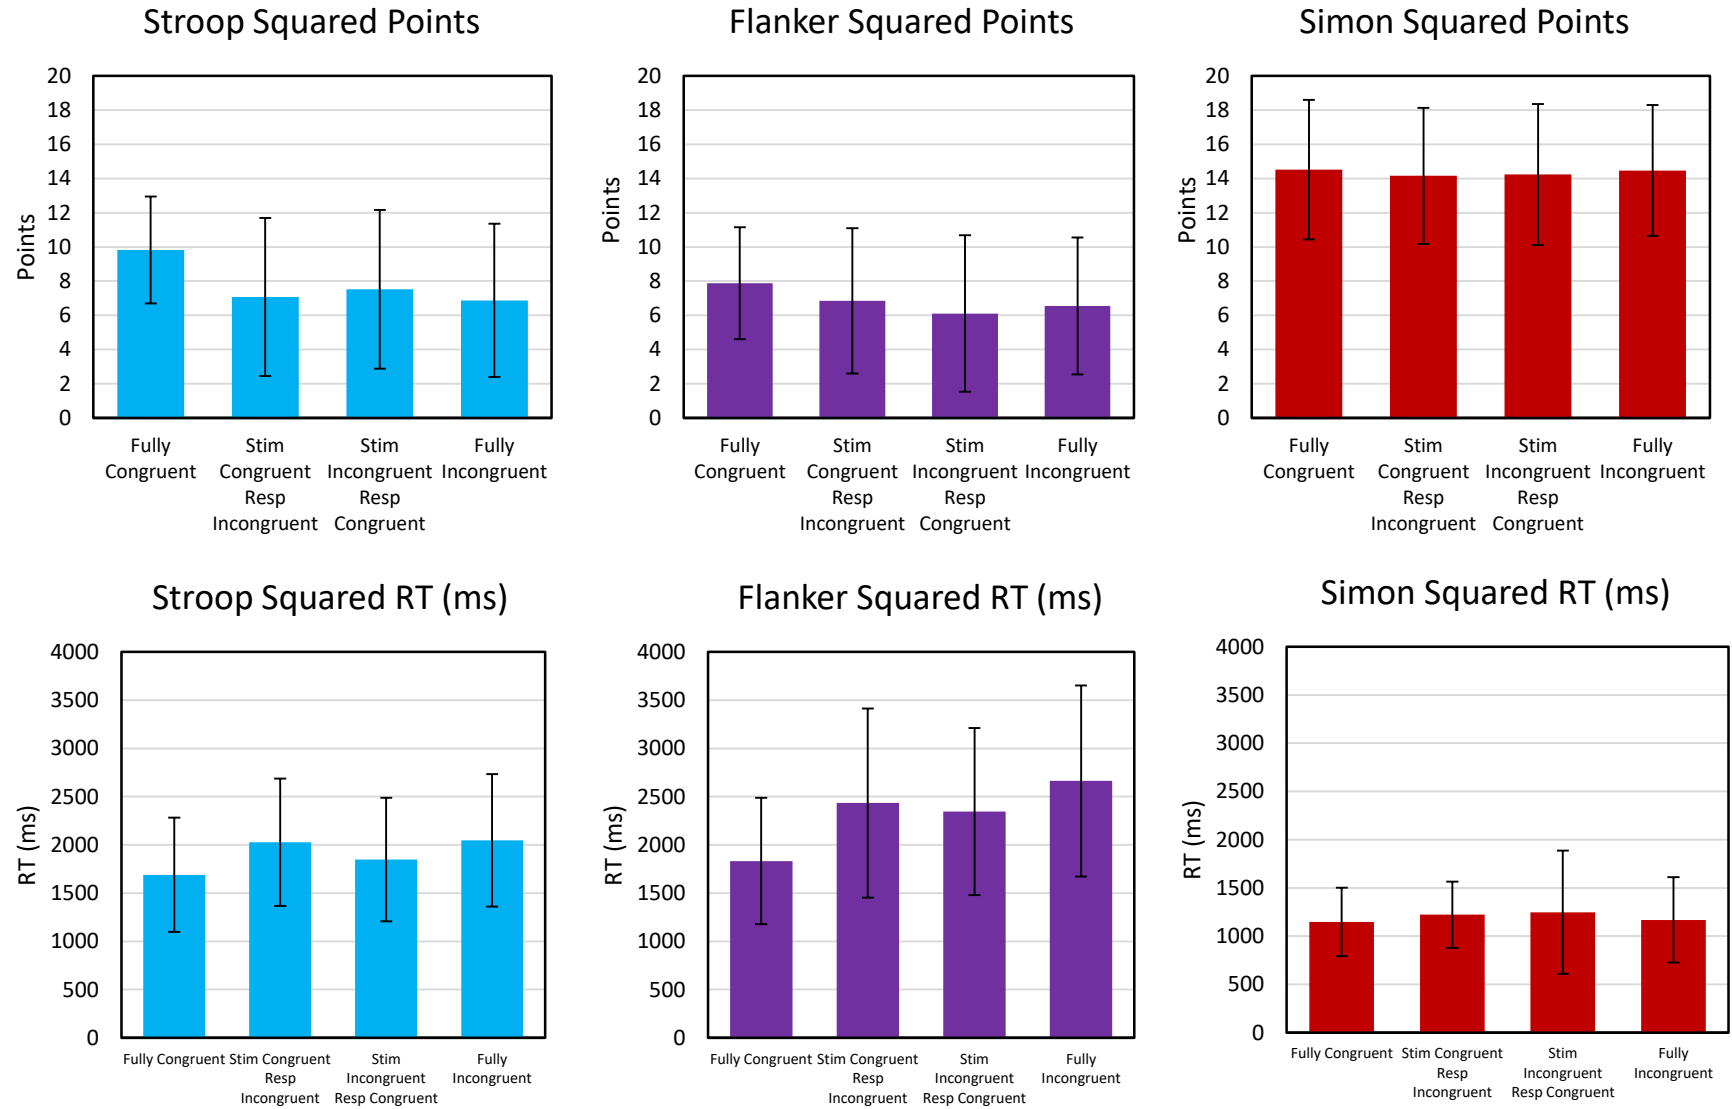 Stroop Squared Points
Flanker Squared Points
Simon Squared Points
20
18
16
14
12
10
8
6
4
2
0
Points
Fully
Congruent
Stim
Congruent
Resp
Incongruent
Stim
Incongruent
Resp
Congruent
Fully
Incongruent
20
18
16
14
12
10
8
6
4
2
0
Points
Fully
Congruent
Stim
Congruent
Resp
Incongruent
Stim
Incongruent
Resp
Congruent
Fully
Incongruent
20
18
16
14
12
10
8
6
4
2
0
Points
Fully
Congruent
Stim
Congruent
Resp
Incongruent
Stim
Incongruent
Resp
Congruent
Fully
Incongruent
Stroop Squared RT (ms)
Flanker Squared RT (ms)
Simon Squared RT (ms)
4000
3500
3000
2500
2000
1500
1000
500
0
RT (ms)
Fully Congruent
Stim Congruent
Resp
Incongruent
Stim
Incongruent
Resp Congruent
Fully
Incongruent
4000
3500
3000
2500
2000
1500
1000
500
0
RT (ms)
Fully Congruent
Stim Congruent
Resp
Incongruent
Stim
Incongruent
Resp Congruent
Fully
Incongruent
4000
3500
3000
2500
2000
1500
1000
500
0
RT (ms)
Fully Congruent
Stim Congruent
Resp
Incongruent
Stim
Incongruent
Resp Congruent
Fully
Incongruent